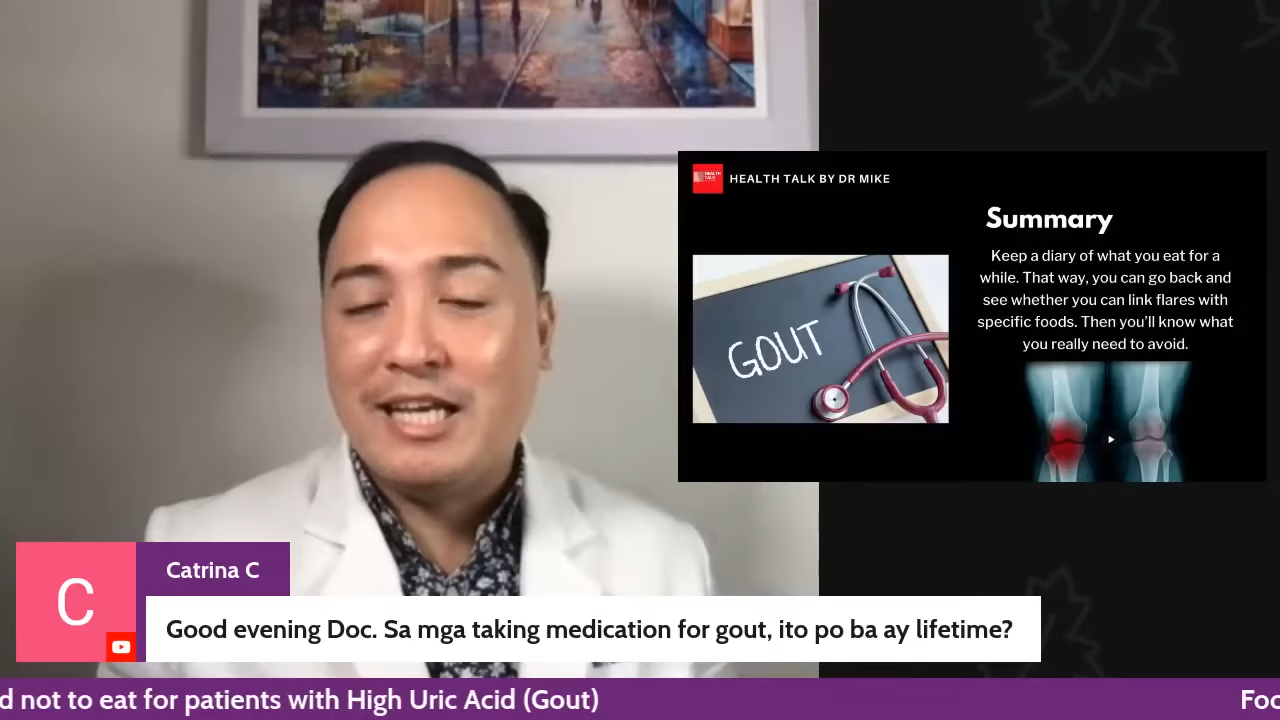 HEALTH TALK BY DR MIKE
Summary
Keep a diary of what you eat for a
while. That way, you can go back and
see whether you can link flares with
specific foods. Then you'll know what
you really need to avoid.
GOUT
C
Catrina C
Good evening Doc. Sa mga taking medication for gout, ito po ba ay lifetime?
d not to eat for patients with High Uric Acid (Gout)
Foo